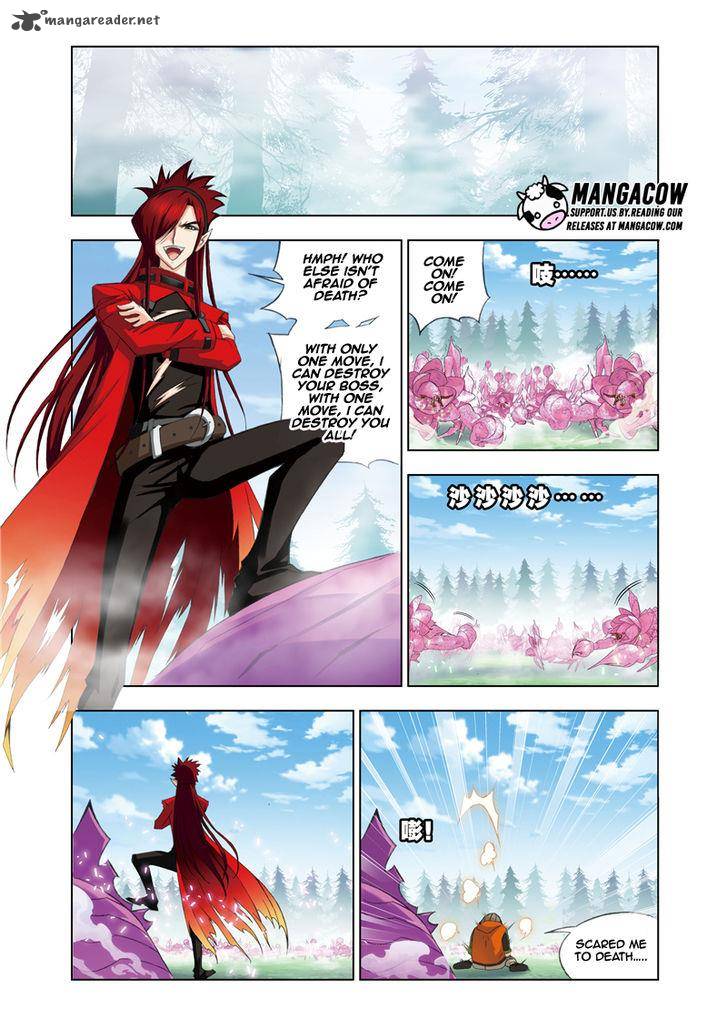 mangareader.net
MANGACOW
SUPPORT.US BY.READING OUR
RELEASES AT MANGACOW.COM
HMPH! WHO
ELSE ISN'T
AFRAID OF
DEATH?
WITH ONLY
ONE MOVE, I
CAN DESTROY
YOUR BOSS,
WITH ONE
MOVE, I CAN
DESTROY YOU
ALL!
COME
ON!
COME
ON!
吱……
沙沙沙沙……
嘭!
SCARED ME
TO DEATH.....